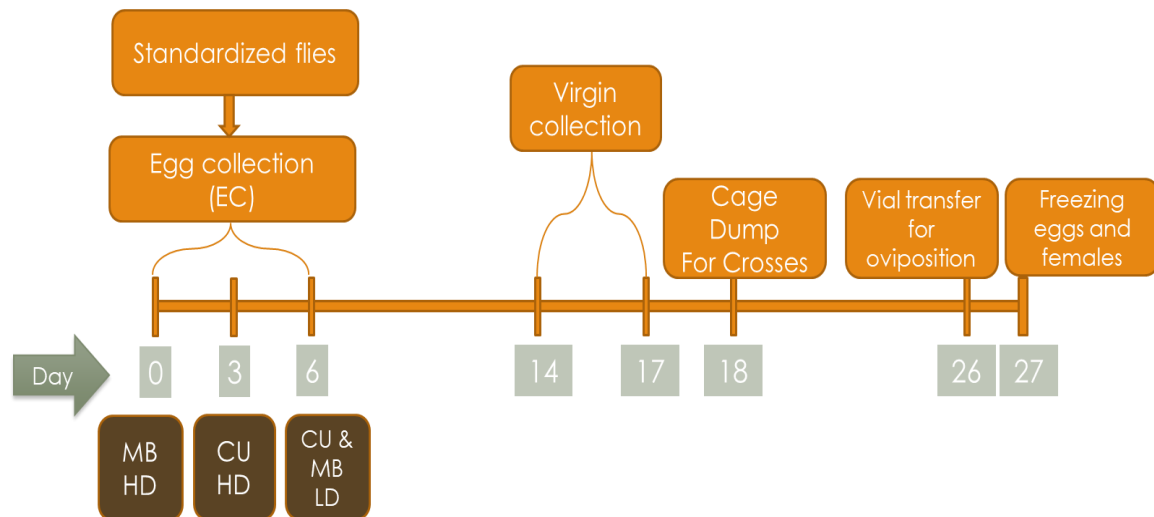 Standardized flies
Egg collection
(EC)
Virgin
collection
Cage
Dump
For Crosses
Vial transfer
for
oviposition
Freezing
eggs and
females
Day
0
3
6
14
17
18
26
27
MB
HD
CU
HD
CU &
MB
LD